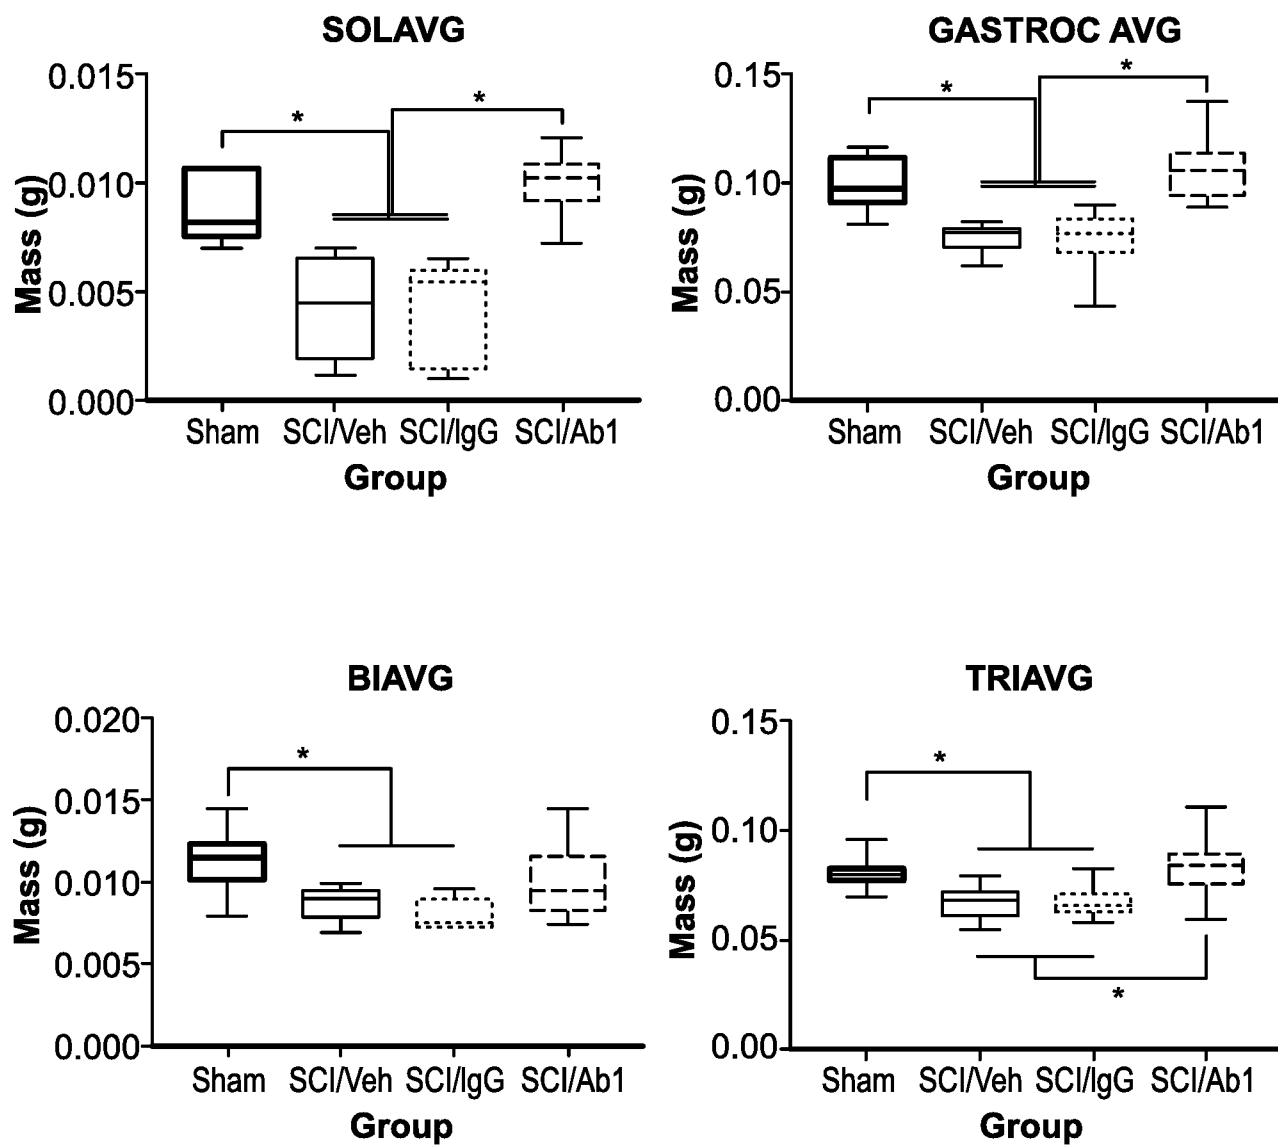 SOLAVG
0.015
0.010
0.005
0.000
Mass (g)
*
*
Sham SCI/Veh SCI/IgG SCI/Ab1
Group
GASTROC AVG
0.15
0.10
0.05
0.00
Mass (g)
*
*
Sham SCI/Veh SCI/IgG SCI/Ab1
Group
BIAVG
0.020
0.015
0.010
0.005
0.000
Mass (g)
*
Sham SCI/Veh SCI/IgG SCI/Ab1
Group
TRIAVG
0.15
0.10
0.05
0.00
Mass (g)
*
*
Sham SCI/Veh SCI/IgG SCI/Ab1
Group